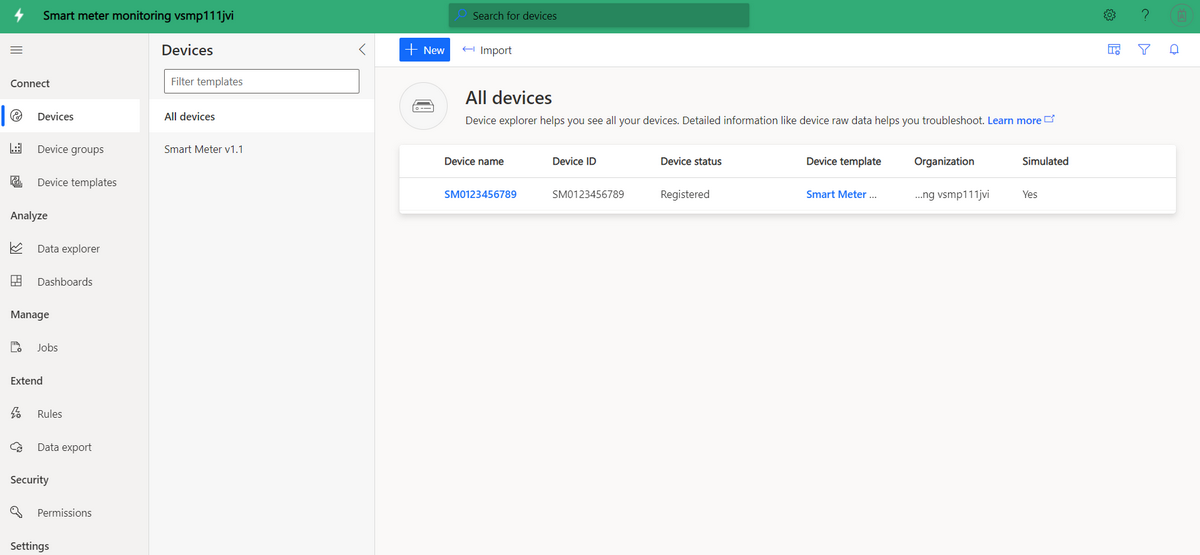 Smart meter monitoring vsmp111jvi
Search for devices
?
Connect
Devices
Device groups
Device templates
Analyze
Data explorer
Dashboards
Manage
Jobs
Extend
Rules
Data export
Security
Permissions
Settings
Devices
Filter templates
All devices
Smart Meter v1.1
New Import
All devices
Device explorer helps you see all your devices. Detailed information like device raw data helps you troubleshoot. Learn more
Device name Device ID Device status Device template Organization Simulated
SM0123456789 SM0123456789 Registered Smart Meter ... ...ng vsmp111jvi Yes